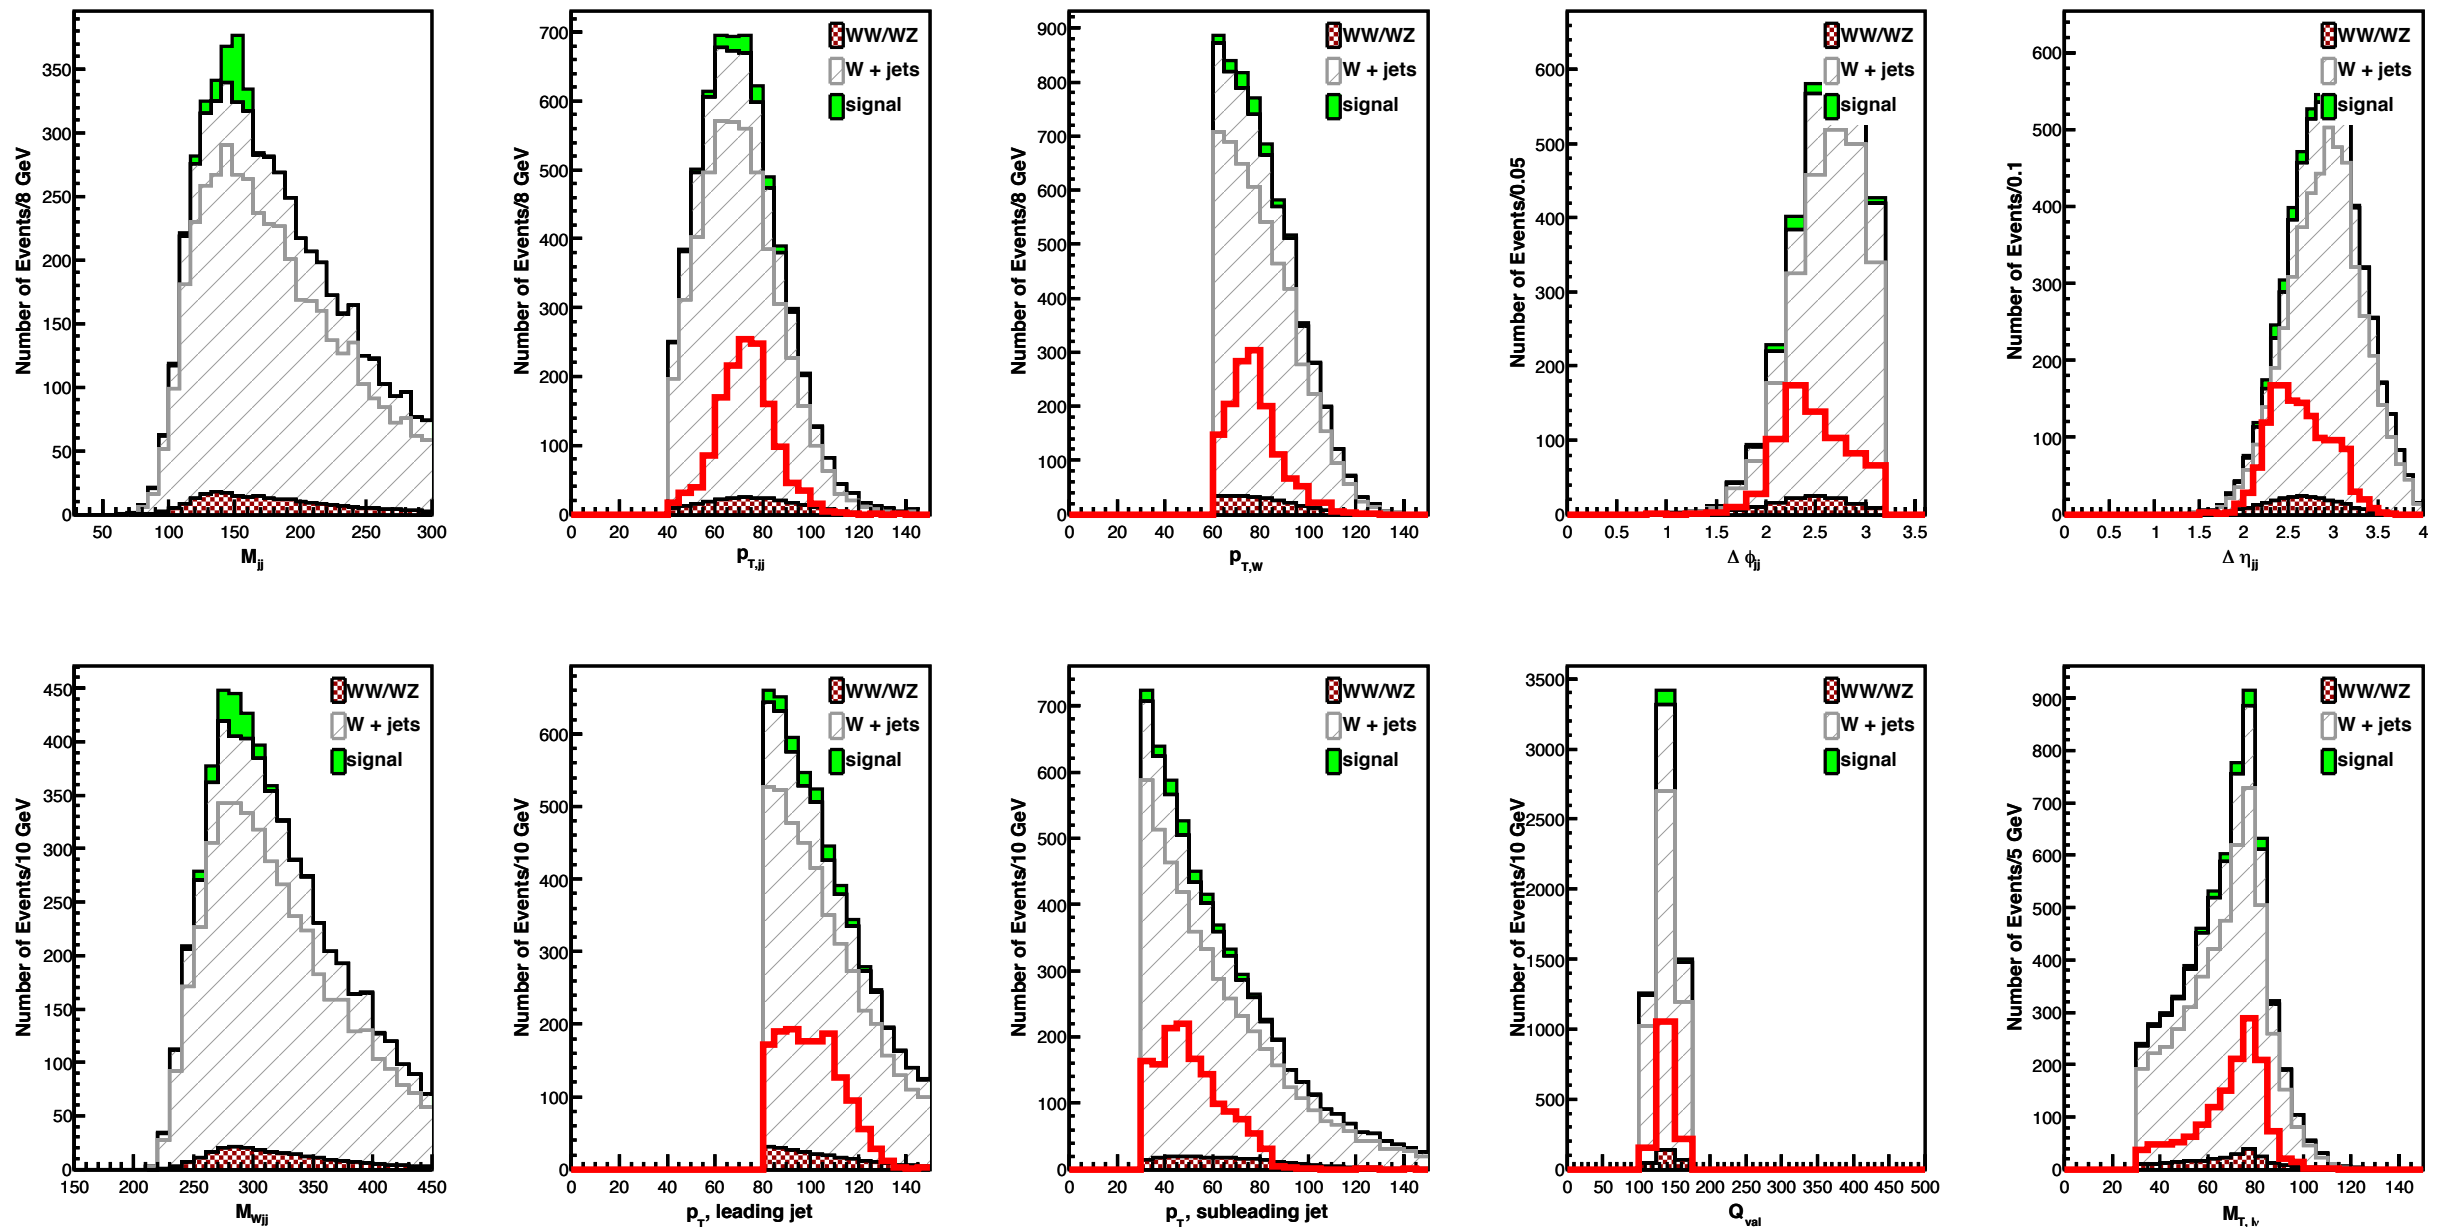 Number of Events/8 GeV
350
300
250
200
150
100
50
0
50 100 150 200 250 300
M_jj
Number of Events/8 GeV
700
600
500
400
300
200
100
0
0 20 40 60 80 100 120 140
p_T,jj
WW/WZ
W + jets
signal
Number of Events/8 GeV
900
800
700
600
500
400
300
200
100
0
0 20 40 60 80 100 120 140
p_T,W
WW/WZ
W + jets
signal
Number of Events/0.05
600
500
400
300
200
100
0
0 0.5 1 1.5 2 2.5 3 3.5
Δ ϕ_jj
WW/WZ
W + jets
signal
Number of Events/0.1
600
500
400
300
200
100
0
0 0.5 1 1.5 2 2.5 3 3.5 4
Δ η_jj
WW/WZ
W + jets
signal
Number of Events/10 GeV
450
400
350
300
250
200
150
100
50
0
150 200 250 300 350 400 450
M_Wjj
WW/WZ
W + jets
signal
Number of Events/10 GeV
600
500
400
300
200
100
0
0 20 40 60 80 100 120 140
p_T, leading jet
WW/WZ
W + jets
signal
Number of Events/10 GeV
700
600
500
400
300
200
100
0
0 20 40 60 80 100 120 140
p_T, subleading jet
WW/WZ
W + jets
signal
Number of Events/10 GeV
3500
3000
2500
2000
1500
1000
500
0
0 50 100 150 200 250 300 350 400 450 500
Q_val
WW/WZ
W + jets
signal
Number of Events/5 GeV
900
800
700
600
500
400
300
200
100
0
0 20 40 60 80 100 120 140
M_T, lν
WW/WZ
W + jets
signal